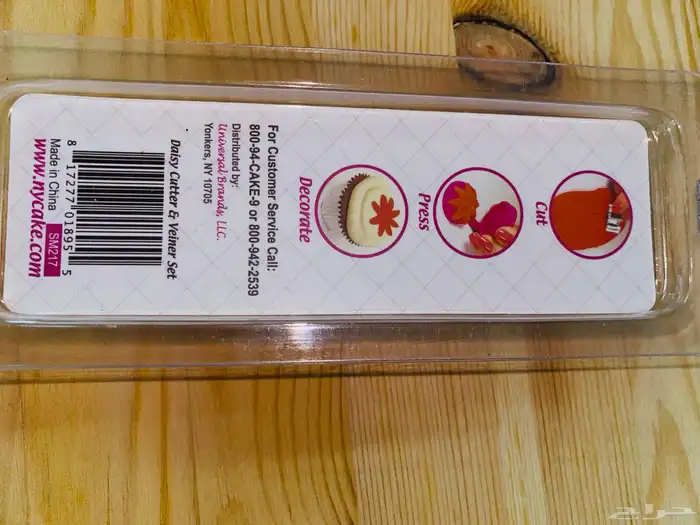 Cut
Press
Decorate
For Customer Service Call:
800-94-CAKE-9 or 800-942-2539
Distributed by:
Universal Brands, LLC.
Yonkers, NY 10705
Daisy Cutter & Veiner Set
8 17277 01895 5
Made in China SM217
www.nycake.com
حراج